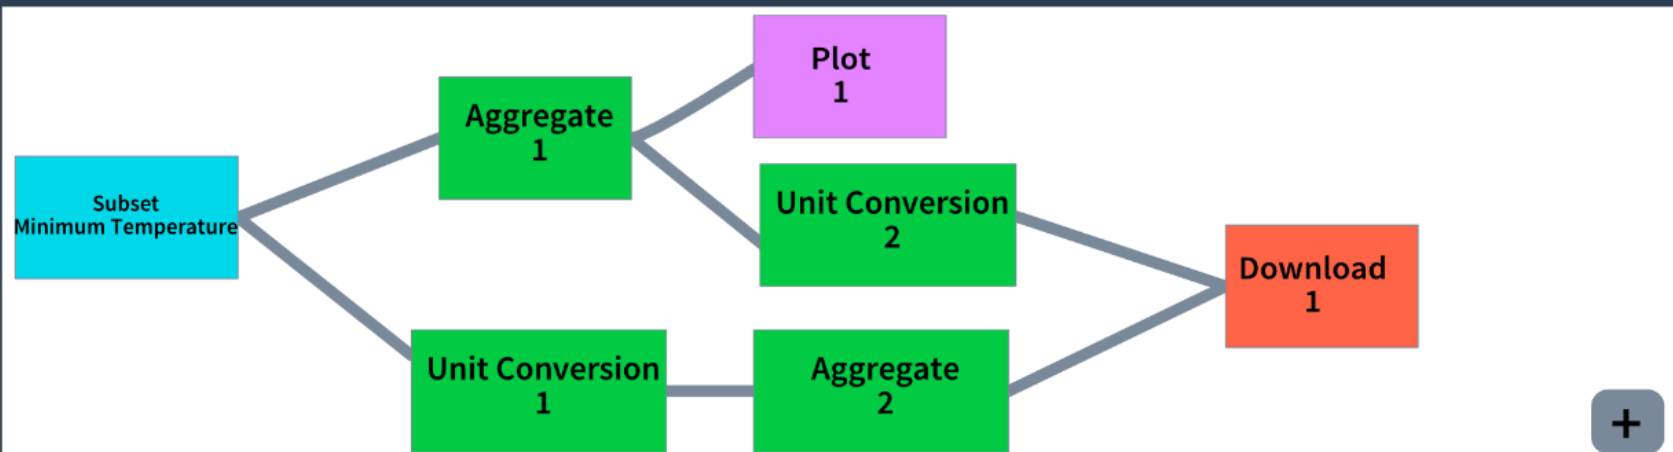 Plot
1
Aggregate
1
Subset
Minimum Temperature
Unit Conversion
2
Download
1
Unit Conversion
1
Aggregate
2
+